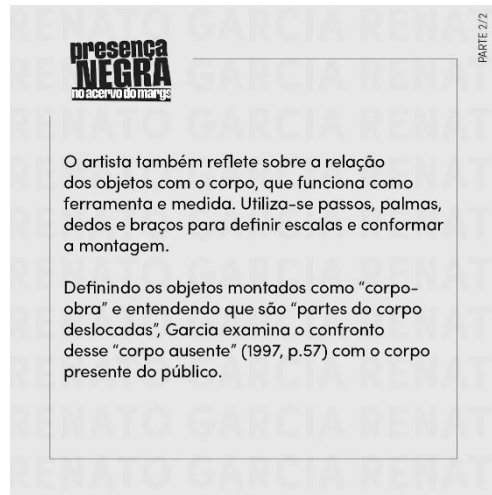 RENATO GARCIA RENAT
PARTE 2/2
presença
NEGRA
no acervo do margs
O artista também reflete sobre a relação
dos objetos com o corpo, que funciona como
ferramenta e medida. Utiliza-se passos, palmas,
dedos e braços para definir escalas e conformar
a montagem.
Definindo os objetos montados como “corpo-
obra” e entendendo que são “partes do corpo
deslocadas”, Garcia examina o confronto
desse “corpo ausente” (1997, p.57) com o corpo
presente do público.